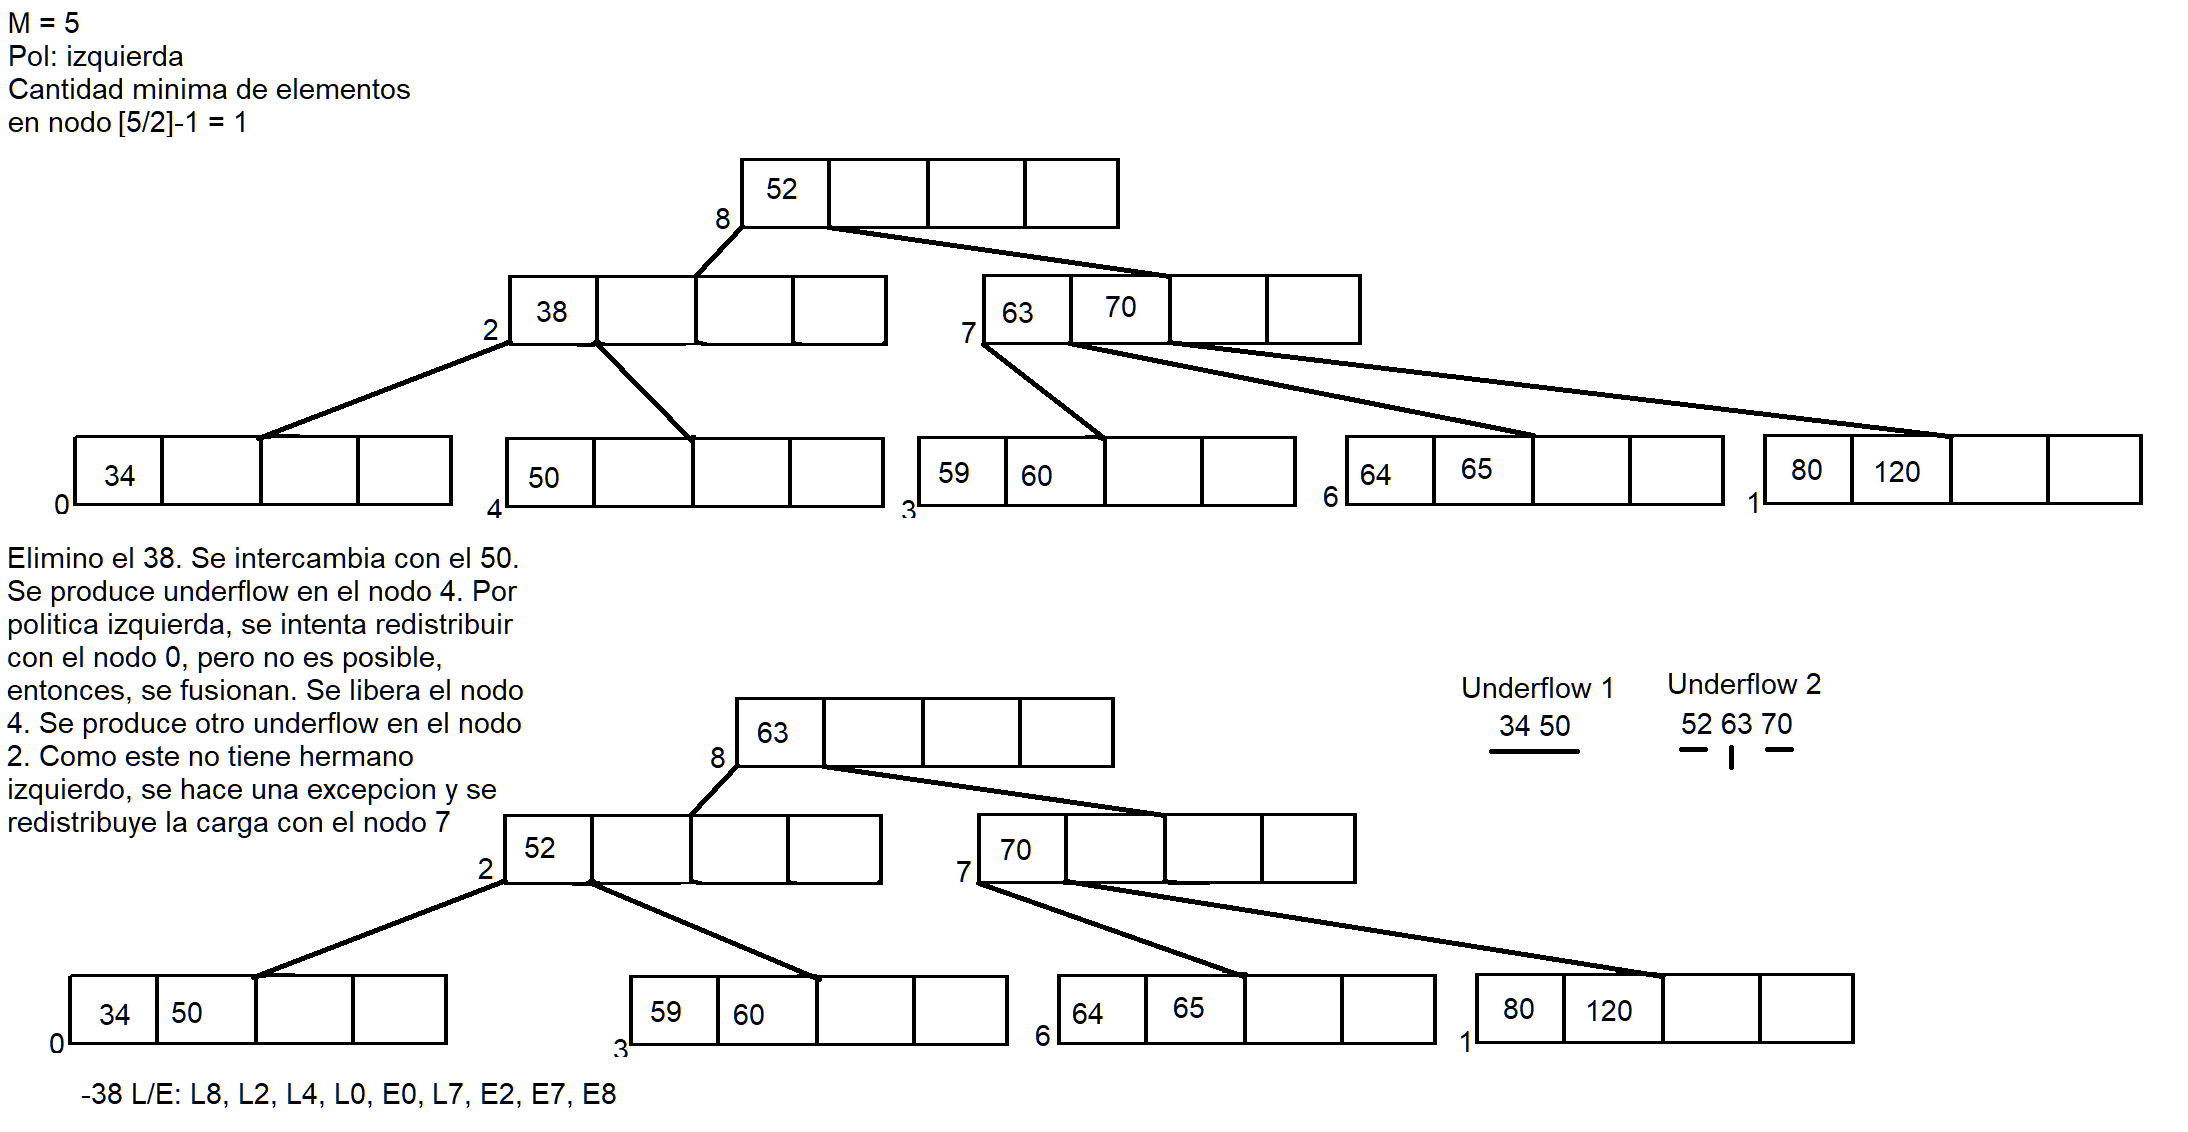 M = 5
Pol: izquierda
Cantidad minima de elementos
en nodo [5/2]-1 = 1
52
8
38
2
63 70
7
34
0
50
4
59 60
3
64 65
6
80 120
1
Elimino el 38. Se intercambia con el 50.
Se produce underflow en el nodo 4. Por
politica izquierda, se intenta redistribuir
con el nodo 0, pero no es posible,
entonces, se fusionan. Se libera el nodo
4. Se produce otro underflow en el nodo
2. Como este no tiene hermano
izquierdo, se hace una excepcion y se
redistribuye la carga con el nodo 7
Underflow 1
34 50
Underflow 2
52 63 70
63
8
52
2
70
7
34 50
0
59 60
3
64 65
6
80 120
1
-38 L/E: L8, L2, L4, L0, E0, L7, E2, E7, E8